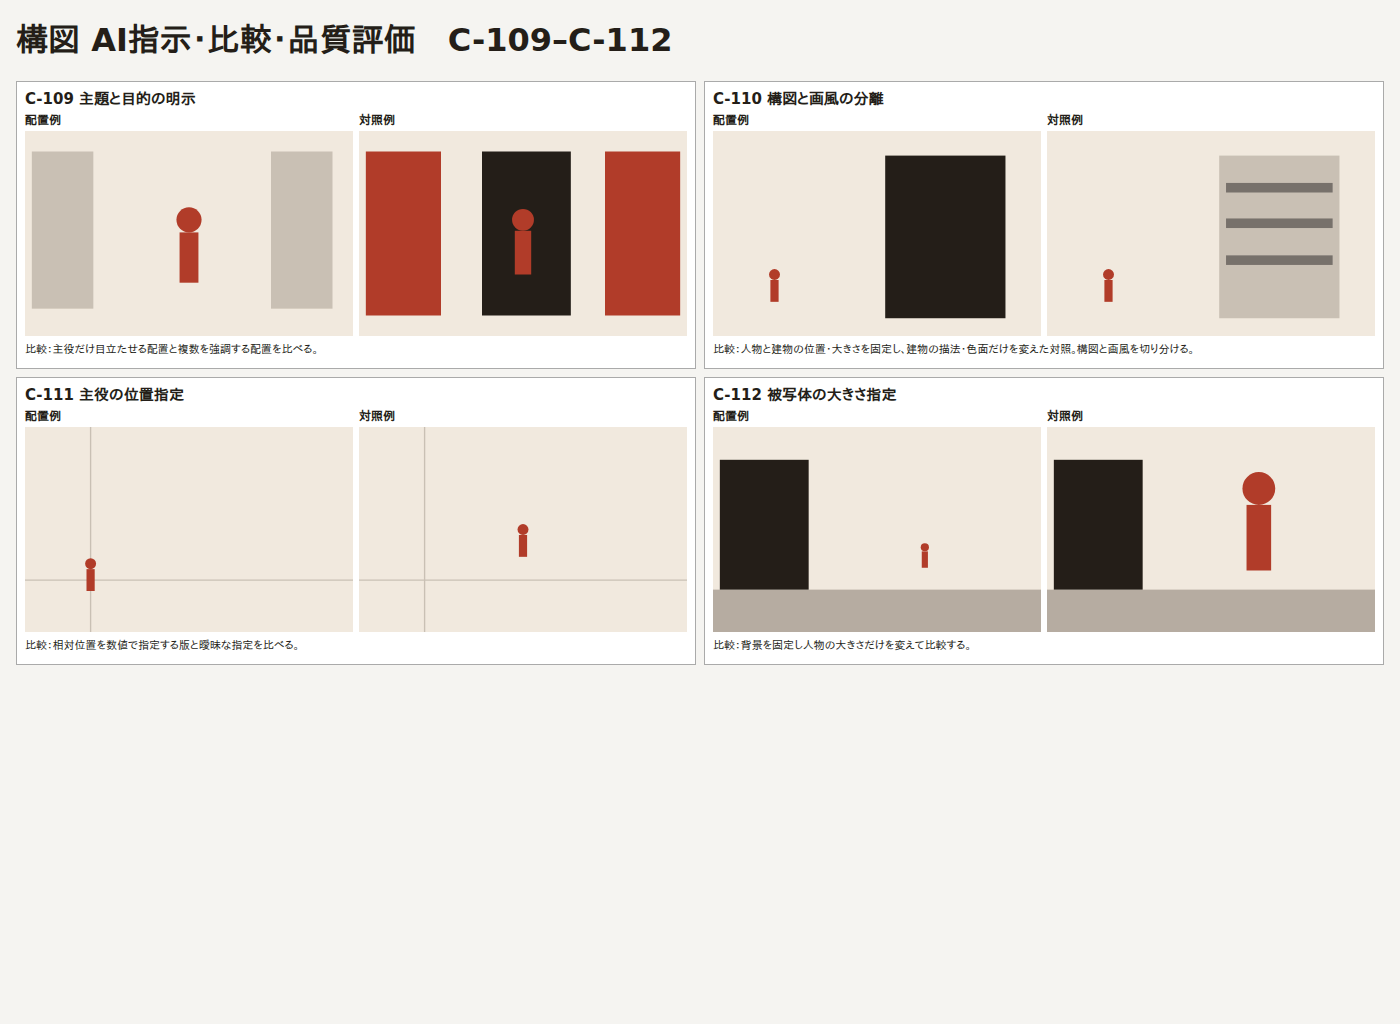 構図 AI指示・比較・品質評価　C-109–C-112
C-109 主題と目的の明示
配置例
対照例
比較：主役だけ目立たせる配置と複数を強調する配置を比べる。
C-110 構図と画風の分離
配置例
対照例
比較：人物と建物の位置・大きさを固定し、建物の描法・色面だけを変えた対照。構図と画風を切り分ける。
C-111 主役の位置指定
配置例
対照例
比較：相対位置を数値で指定する版と曖昧な指定を比べる。
C-112 被写体の大きさ指定
配置例
対照例
比較：背景を固定し人物の大きさだけを変えて比較する。